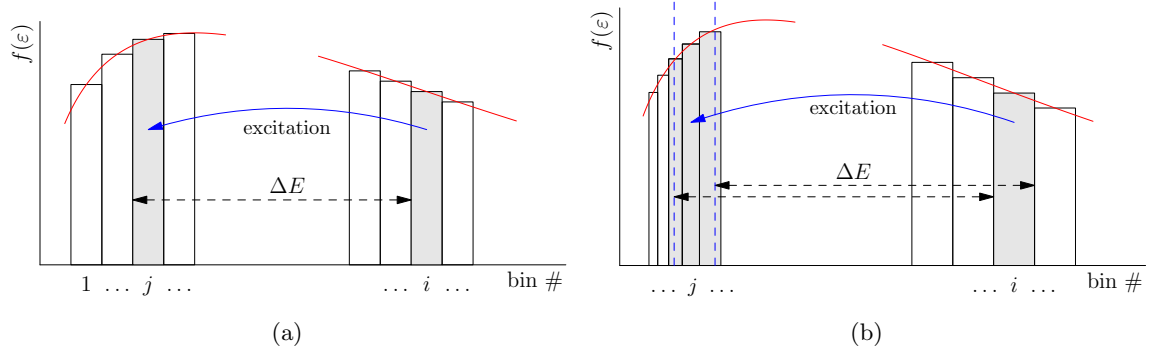 f(ε)
excitation
ΔE
1 … j … … i … bin #
(a)
f(ε)
excitation
ΔE
… j … … i … bin #
(b)